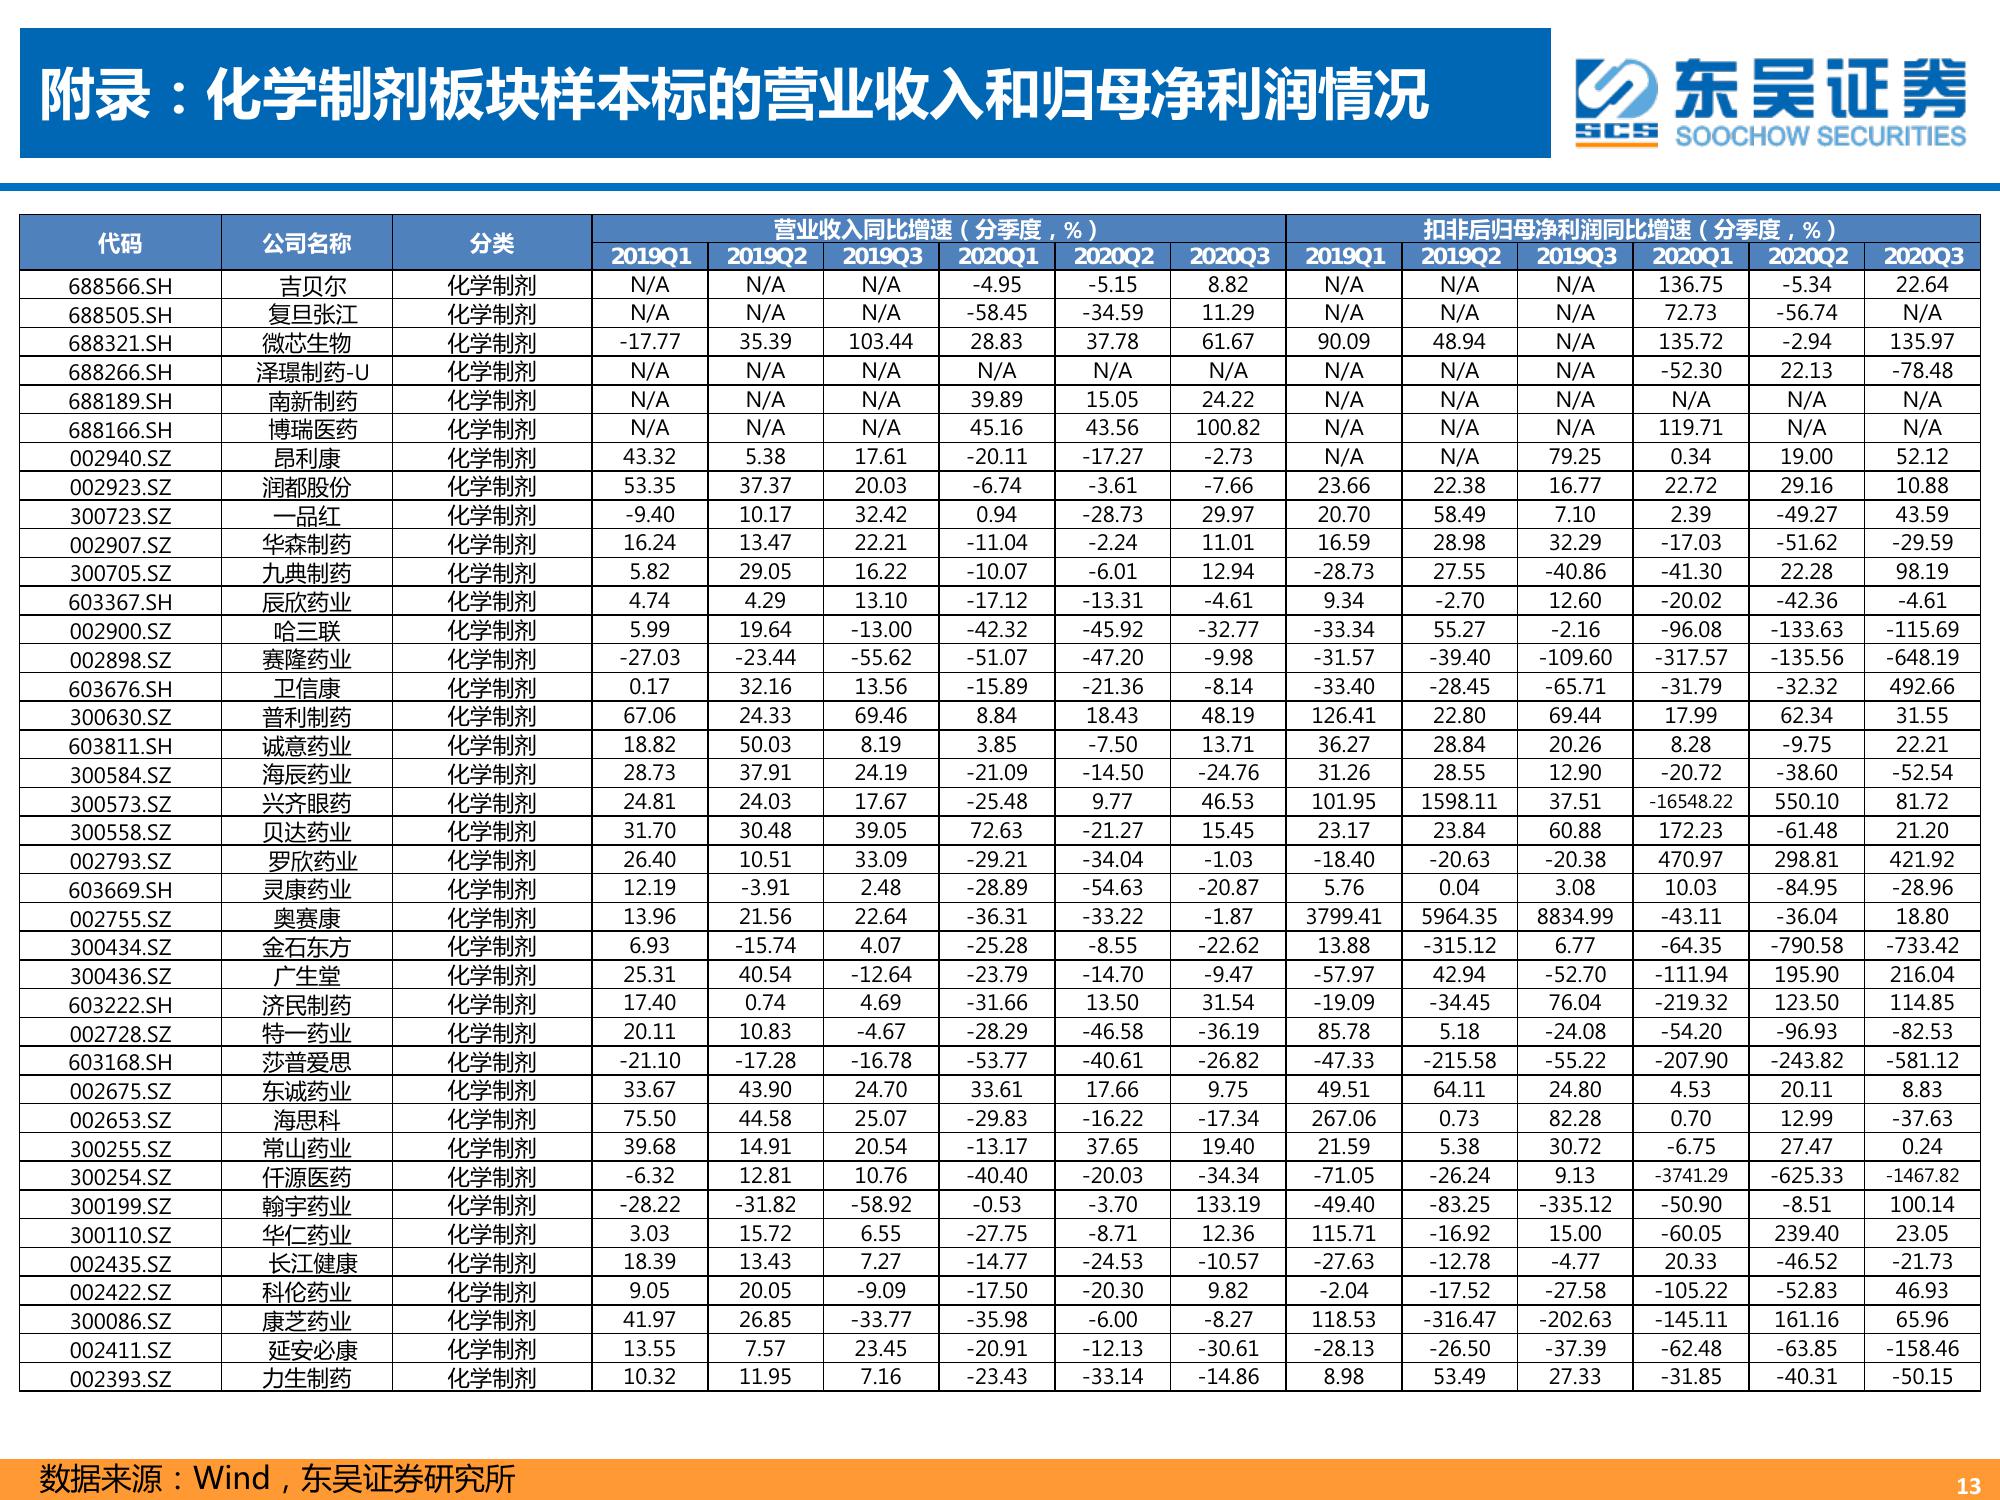 附录：化学制剂板块样本标的营业收入和归母净利润情况
东吴证券
SCS
SOOCHOW SECURITIES
代码 公司名称 分类 营业收入同比增速（分季度，%） 扣非后归母净利润同比增速（分季度，%）
2019Q1 2019Q2 2019Q3 2020Q1 2020Q2 2020Q3 2019Q1 2019Q2 2019Q3 2020Q1 2020Q2 2020Q3
688566.SH 吉贝尔 化学制剂 N/A N/A N/A -4.95 -5.15 8.82 N/A N/A N/A 136.75 -5.34 22.64
688505.SH 复旦张江 化学制剂 N/A N/A N/A -58.45 -34.59 11.29 N/A N/A N/A 72.73 -56.74 N/A
688321.SH 微芯生物 化学制剂 -17.77 35.39 103.44 28.83 37.78 61.67 90.09 48.94 N/A 135.72 -2.94 135.97
688266.SH 泽璟制药-U 化学制剂 N/A N/A N/A N/A N/A N/A N/A N/A N/A -52.30 22.13 -78.48
688189.SH 南新制药 化学制剂 N/A N/A N/A 39.89 15.05 24.22 N/A N/A N/A N/A N/A N/A
688166.SH 博瑞医药 化学制剂 N/A N/A N/A 45.16 43.56 100.82 N/A N/A N/A 119.71 N/A N/A
002940.SZ 昂利康 化学制剂 43.32 5.38 17.61 -20.11 -17.27 -2.73 N/A N/A 79.25 0.34 19.00 52.12
002923.SZ 润都股份 化学制剂 53.35 37.37 20.03 -6.74 -3.61 -7.66 23.66 22.38 16.77 22.72 29.16 10.88
300723.SZ 一品红 化学制剂 -9.40 10.17 32.42 0.94 -28.73 29.97 20.70 58.49 7.10 2.39 -49.27 43.59
002907.SZ 华森制药 化学制剂 16.24 13.47 22.21 -11.04 -2.24 11.01 16.59 28.98 32.29 -17.03 -51.62 -29.59
300705.SZ 九典制药 化学制剂 5.82 29.05 16.22 -10.07 -6.01 12.94 -28.73 27.55 -40.86 -41.30 22.28 98.19
603367.SH 辰欣药业 化学制剂 4.74 4.29 13.10 -17.12 -13.31 -4.61 9.34 -2.70 12.60 -20.02 -42.36 -4.61
002900.SZ 哈三联 化学制剂 5.99 19.64 -13.00 -42.32 -45.92 -32.77 -33.34 55.27 -2.16 -96.08 -133.63 -115.69
002898.SZ 赛隆药业 化学制剂 -27.03 -23.44 -55.62 -51.07 -47.20 -9.98 -31.57 -39.40 -109.60 -317.57 -135.56 -648.19
603676.SH 卫信康 化学制剂 0.17 32.16 13.56 -15.89 -21.36 -8.14 -33.40 -28.45 -65.71 -31.79 -32.32 492.66
300630.SZ 普利制药 化学制剂 67.06 24.33 69.46 8.84 18.43 48.19 126.41 22.80 69.44 17.99 62.34 31.55
603811.SH 诚意药业 化学制剂 18.82 50.03 8.19 3.85 -7.50 13.71 36.27 28.84 20.26 8.28 -9.75 22.21
300584.SZ 海辰药业 化学制剂 28.73 37.91 24.19 -21.09 -14.50 -24.76 31.26 28.55 12.90 -20.72 -38.60 -52.54
300573.SZ 兴齐眼药 化学制剂 24.81 24.03 17.67 -25.48 9.77 46.53 101.95 1598.11 37.51 -16548.22 550.10 81.72
300558.SZ 贝达药业 化学制剂 31.70 30.48 39.05 72.63 -21.27 15.45 23.17 23.84 60.88 172.23 -61.48 21.20
002793.SZ 罗欣药业 化学制剂 26.40 10.51 33.09 -29.21 -34.04 -1.03 -18.40 -20.63 -20.38 470.97 298.81 421.92
603669.SH 灵康药业 化学制剂 12.19 -3.91 2.48 -28.89 -54.63 -20.87 5.76 0.04 3.08 10.03 -84.95 -28.96
002755.SZ 奥赛康 化学制剂 13.96 21.56 22.64 -36.31 -33.22 -1.87 3799.41 5964.35 8834.99 -43.11 -36.04 18.80
300434.SZ 金石东方 化学制剂 6.93 -15.74 4.07 -25.28 -8.55 -22.62 13.88 -315.12 6.77 -64.35 -790.58 -733.42
300436.SZ 广生堂 化学制剂 25.31 40.54 -12.64 -23.79 -14.70 -9.47 -57.97 42.94 -52.70 -111.94 195.90 216.04
603222.SH 济民制药 化学制剂 17.40 0.74 4.69 -31.66 13.50 31.54 -19.09 -34.45 76.04 -219.32 123.50 114.85
002728.SZ 特一药业 化学制剂 20.11 10.83 -4.67 -28.29 -46.58 -36.19 85.78 5.18 -24.08 -54.20 -96.93 -82.53
603168.SH 莎普爱思 化学制剂 -21.10 -17.28 -16.78 -53.77 -40.61 -26.82 -47.33 -215.58 -55.22 -207.90 -243.82 -581.12
002675.SZ 东诚药业 化学制剂 33.67 43.90 24.70 33.61 17.66 9.75 49.51 64.11 24.80 4.53 20.11 8.83
002653.SZ 海思科 化学制剂 75.50 44.58 25.07 -29.83 -16.22 -17.34 267.06 0.73 82.28 0.70 12.99 -37.63
300255.SZ 常山药业 化学制剂 39.68 14.91 20.54 -13.17 37.65 19.40 21.59 5.38 30.72 -6.75 27.47 0.24
300254.SZ 仟源医药 化学制剂 -6.32 12.81 10.76 -40.40 -20.03 -34.34 -71.05 -26.24 9.13 -3741.29 -625.33 -1467.82
300199.SZ 翰宇药业 化学制剂 -28.22 -31.82 -58.92 -0.53 -3.70 133.19 -49.40 -83.25 -335.12 -50.90 -8.51 100.14
300110.SZ 华仁药业 化学制剂 3.03 15.72 6.55 -27.75 -8.71 12.36 115.71 -16.92 15.00 -60.05 239.40 23.05
002435.SZ 长江健康 化学制剂 18.39 13.43 7.27 -14.77 -24.53 -10.57 -27.63 -12.78 -4.77 20.33 -46.52 -21.73
002422.SZ 科伦药业 化学制剂 9.05 20.05 -9.09 -17.50 -20.30 9.82 -2.04 -17.52 -27.58 -105.22 -52.83 46.93
300086.SZ 康芝药业 化学制剂 41.97 26.85 -33.77 -35.98 -6.00 -8.27 118.53 -316.47 -202.63 -145.11 161.16 65.96
002411.SZ 延安必康 化学制剂 13.55 7.57 23.45 -20.91 -12.13 -30.61 -28.13 -26.50 -37.39 -62.48 -63.85 -158.46
002393.SZ 力生制药 化学制剂 10.32 11.95 7.16 -23.43 -33.14 -14.86 8.98 53.49 27.33 -31.85 -40.31 -50.15
数据来源：Wind，东吴证券研究所
13